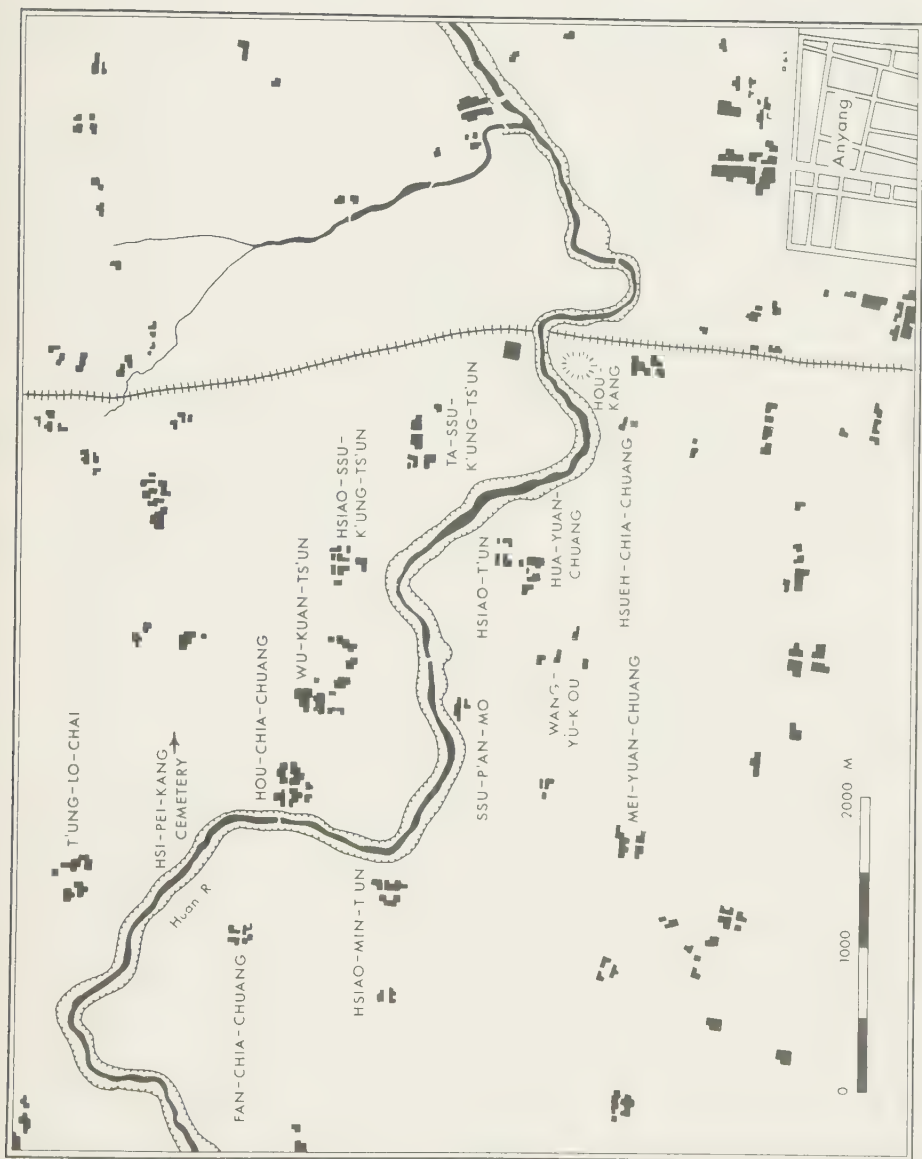 T'UNG-LO-CHAI
HSI-PEI-KANG
CEMETERY
Huan R
FAN-CHIA-CHUANG
HOU-CHIA-CHUANG
WU-KUAN-TS'UN
HSIAO-SSU-
K'UNG-TS'UN
TA-SSU-
K'UNG-TS'UN
HSIAO-MIN-T UN
SSU-P'AN-MO
HSIAO-T'UN
HUA-YUAN-
CHUANG
WANG-
YÜ-K OU
HOU
KANG
MEI-YUAN-CHUANG
HSUEH-CHIA-CHUANG
Anyang
0
1000
2000 M